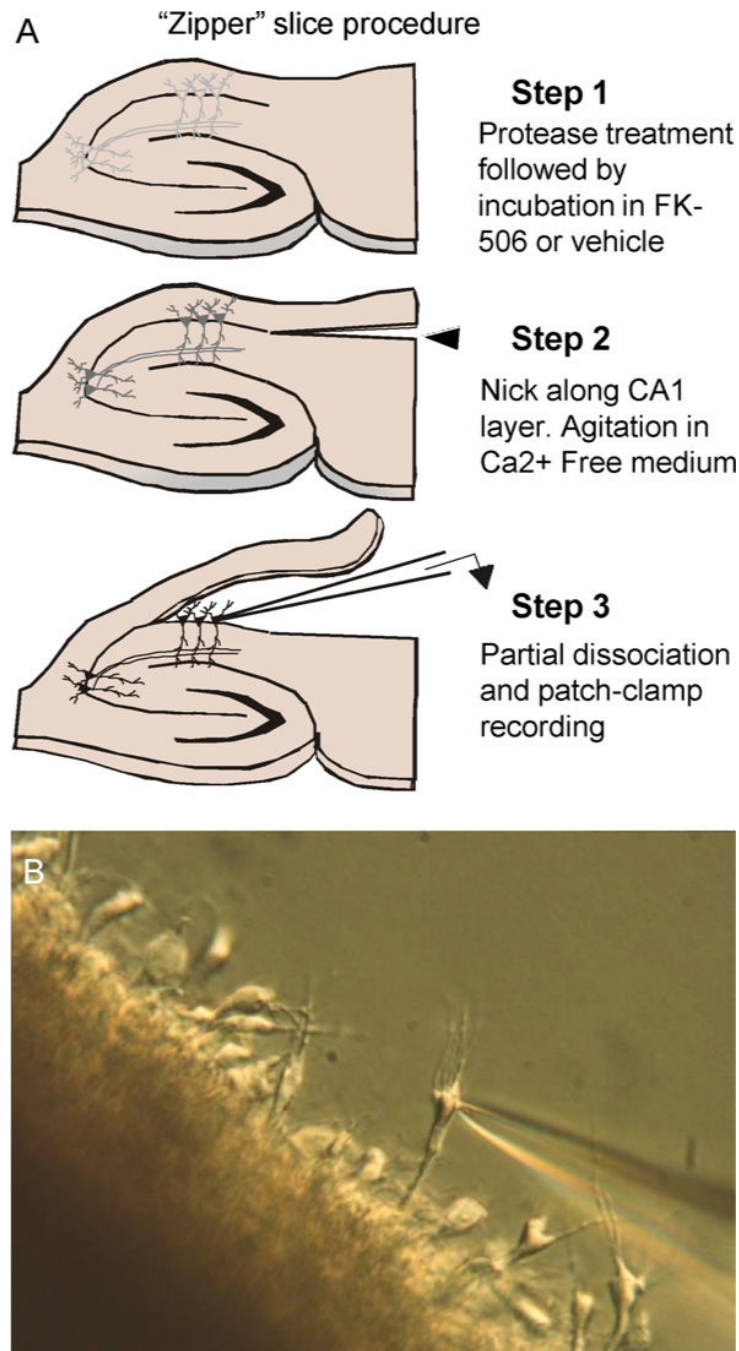 A
“Zipper” slice procedure
Step 1
Protease treatment
followed by
incubation in FK-
506 or vehicle
Step 2
Nick along CA1
layer. Agitation in
Ca2+ Free medium
Step 3
Partial dissociation
and patch-clamp
recording
B